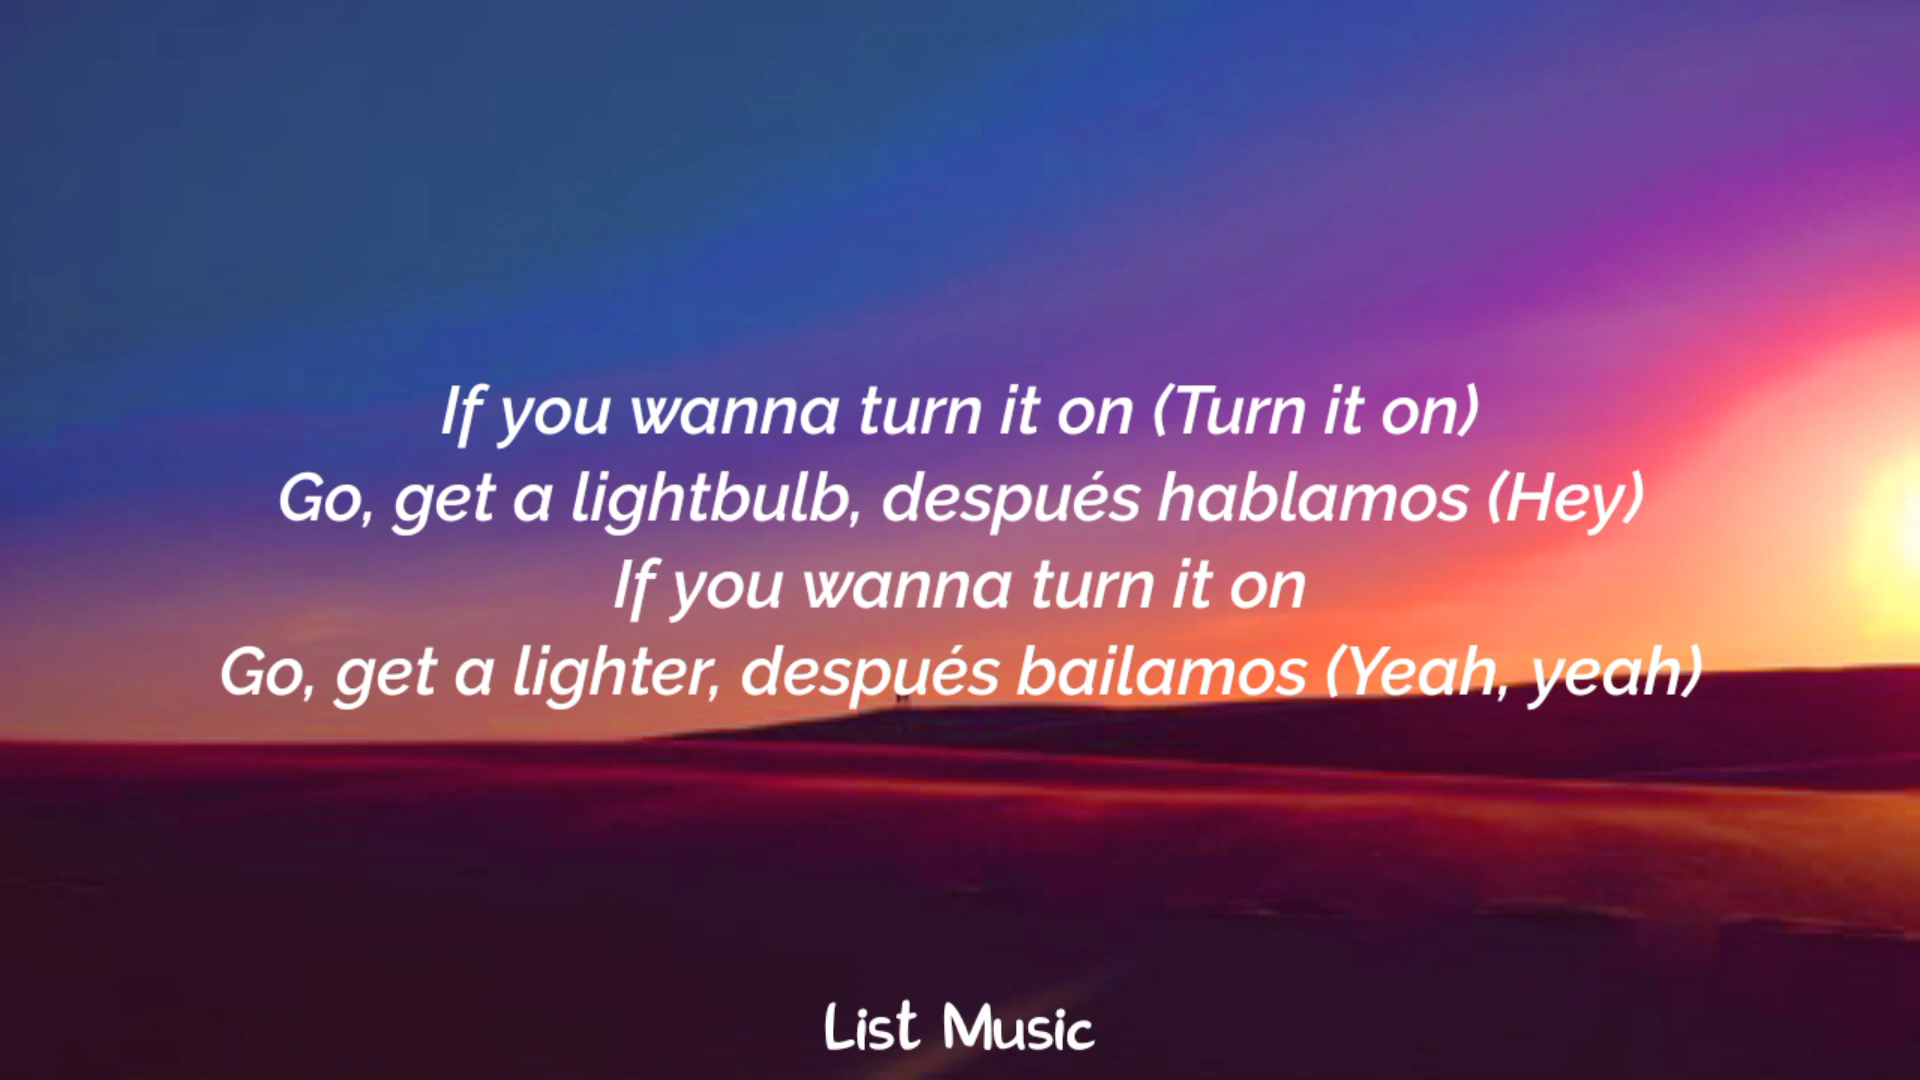 If you wanna turn it on (Turn it on)
Go, get a lightbulb, después hablamos (Hey)
If you wanna turn it on
Go, get a lighter, después bailamos (Yeah, yeah)
List Music